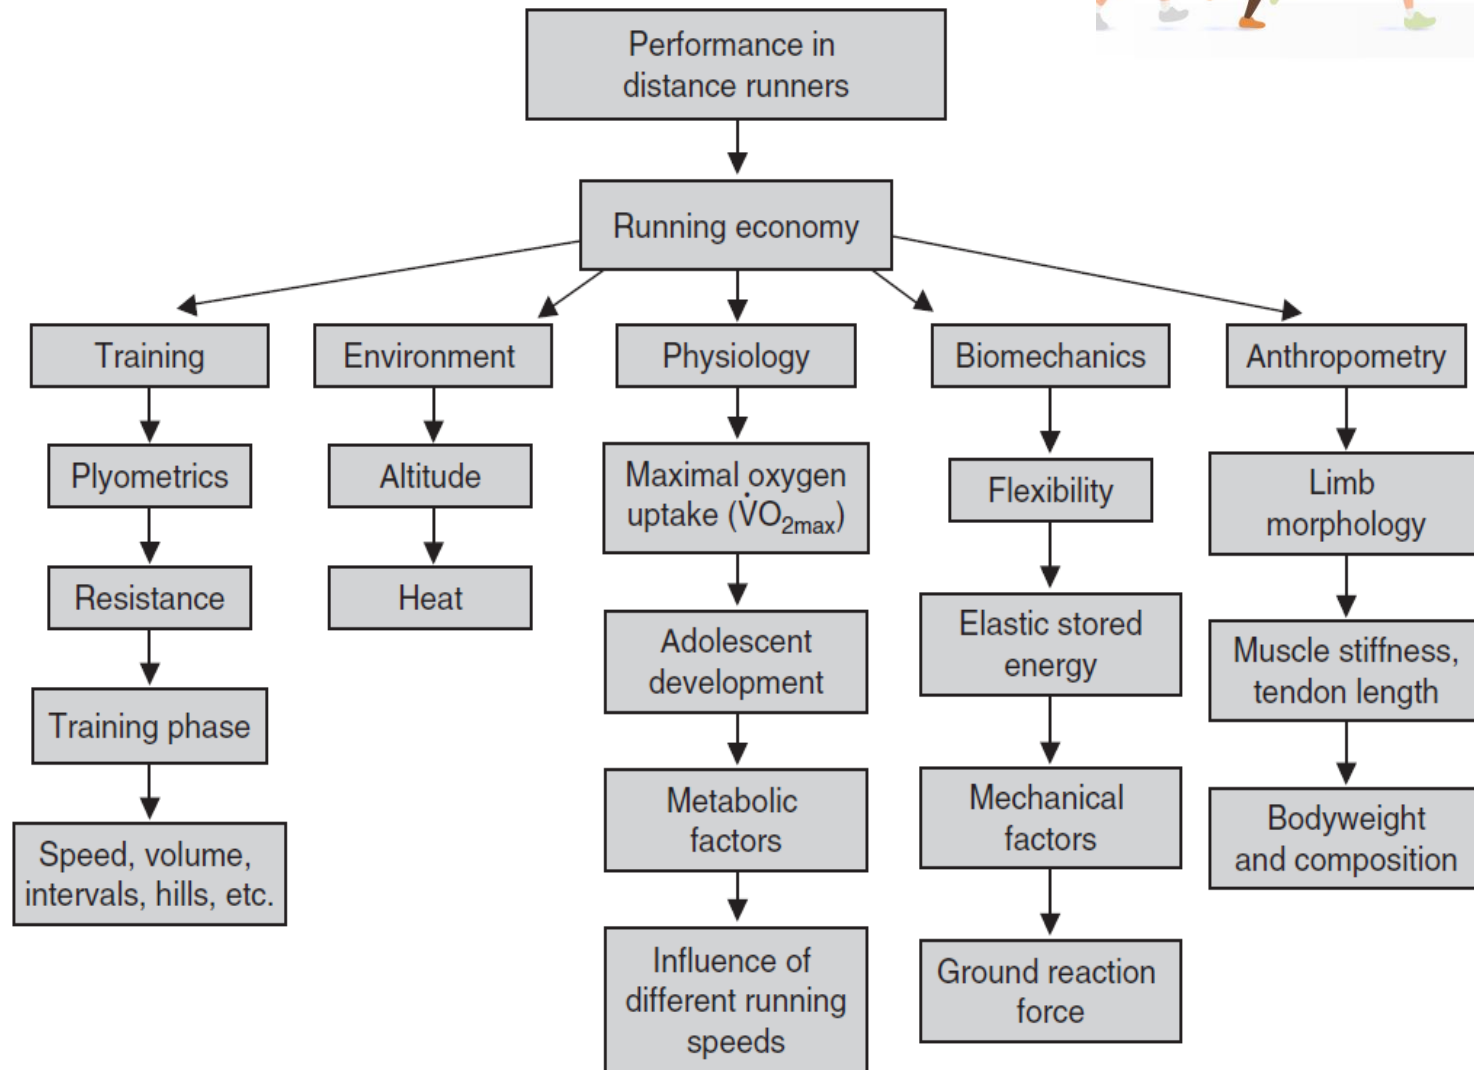 Performance in
distance runners
Running economy
Training
Environment
Physiology
Biomechanics
Anthropometry
Plyometrics
Resistance
Training phase
Speed, volume,
intervals, hills, etc.
Altitude
Heat
Maximal oxygen
uptake (V̇O₂max)
Adolescent
development
Metabolic
factors
Influence of
different running
speeds
Flexibility
Elastic stored
energy
Mechanical
factors
Ground reaction
force
Limb
morphology
Muscle stiffness,
tendon length
Bodyweight
and composition